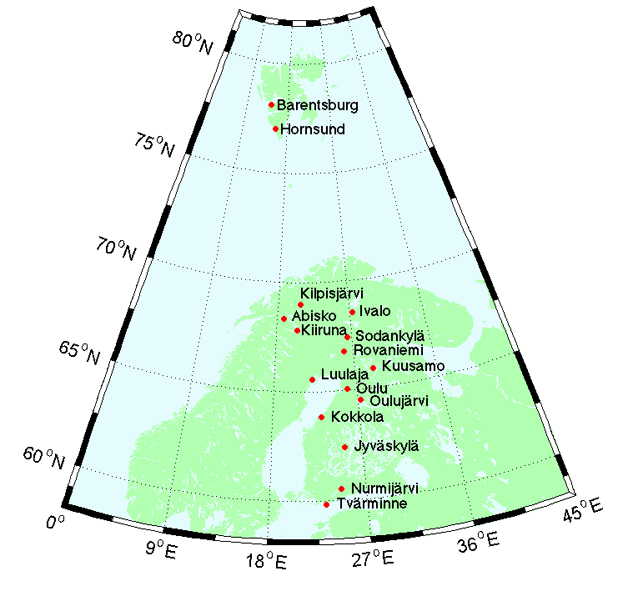 80°N
Barentsburg
Hornsund
75°N
70°N
Kilpisjärvi
Abisko
Ivalo
Kiiruna
Sodankylä
Rovaniemi
65°N
Kuusamo
Luulaja
Oulu
Oulujärvi
Kokkola
Jyväskylä
60°N
Nurmijärvi
Tvärminne
0°
9°E
18°E
27°E
36°E
45°E